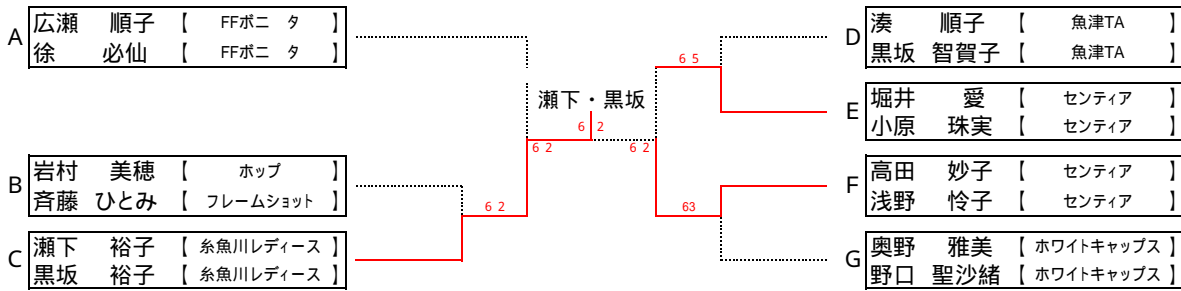 A 広瀬 順子 【 FFボニータ 】
徐 必仙 【 FFボニータ 】
B 岩村 美穂 【 ホップ 】
斉藤 ひとみ 【 フレームショット 】
C 瀬下 裕子 【 糸魚川レディース 】
黒坂 裕子 【 糸魚川レディース 】
6 2
6 2
瀬下・黒坂
6 2
6 2
6 5
63
D 湊 順子 【 魚津TA 】
黒坂 智賀子 【 魚津TA 】
E 堀井 愛 【 センティア 】
小原 珠実 【 センティア 】
F 高田 妙子 【 センティア 】
浅野 怜子 【 センティア 】
G 奥野 雅美 【 ホワイトキャップス 】
野口 聖沙緒 【 ホワイトキャップス 】